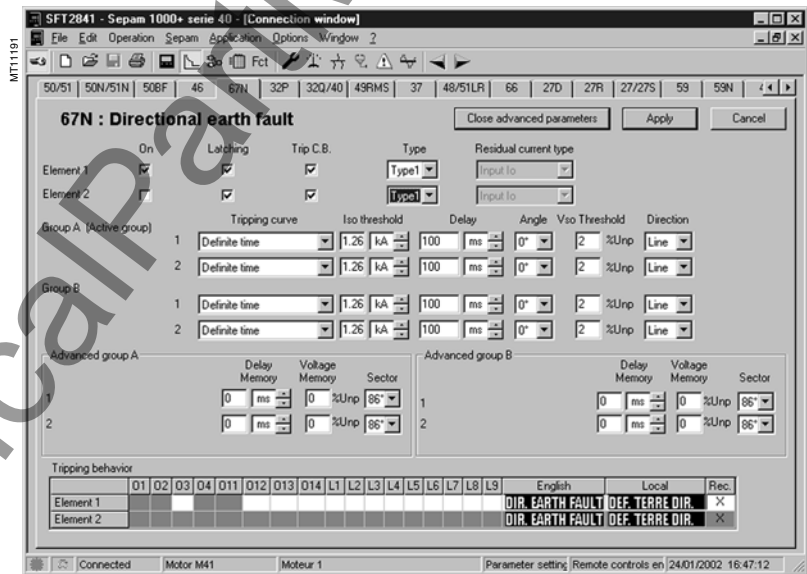 MT11191
SFT2841 - Sepam 1000+ serie 40 - [Connection window]
File Edit Operation Sepam Application Options Window ?
Fct
50/51 50N/51N 50BF 46 67N 32P 32Q/40 49RMS 37 48/51LR 66 27D 27R 27/27S 59 59N
67N : Directional earth fault
Close advanced parameters Apply Cancel
On Latching Trip C.B. Type Residual current type
Element 1 Type1 Input Io
Element 2 Type1 Input Io
Group A (Active group) Tripping curve Iso threshold Delay Angle Vso Threshold Direction
1 Definite time 1.26 kA 100 ms 0° 2 %Unp Line
2 Definite time 1.26 kA 100 ms 0° 2 %Unp Line
Group B
1 Definite time 1.26 kA 100 ms 0° 2 %Unp Line
2 Definite time 1.26 kA 100 ms 0° 2 %Unp Line
Advanced group A
Delay Memory Voltage Memory Sector
1 0 ms 0 %Unp 86°
2 0 ms 0 %Unp 86°
Advanced group B
Delay Memory Voltage Memory Sector
1 0 ms 0 %Unp 86°
2 0 ms 0 %Unp 86°
Tripping behavior
O1 O2 O3 O4 O11 O12 O13 O14 L1 L2 L3 L4 L5 L6 L7 L8 L9 English Local Rec.
Element 1 DIR. EARTH FAULT DEF. TERRE DIR. X
Element 2 DIR. EARTH FAULT DEF. TERRE DIR. X
Connected Motor M41 Moteur 1 Parameter setting Remote controls en 24/01/2002 16:47:12